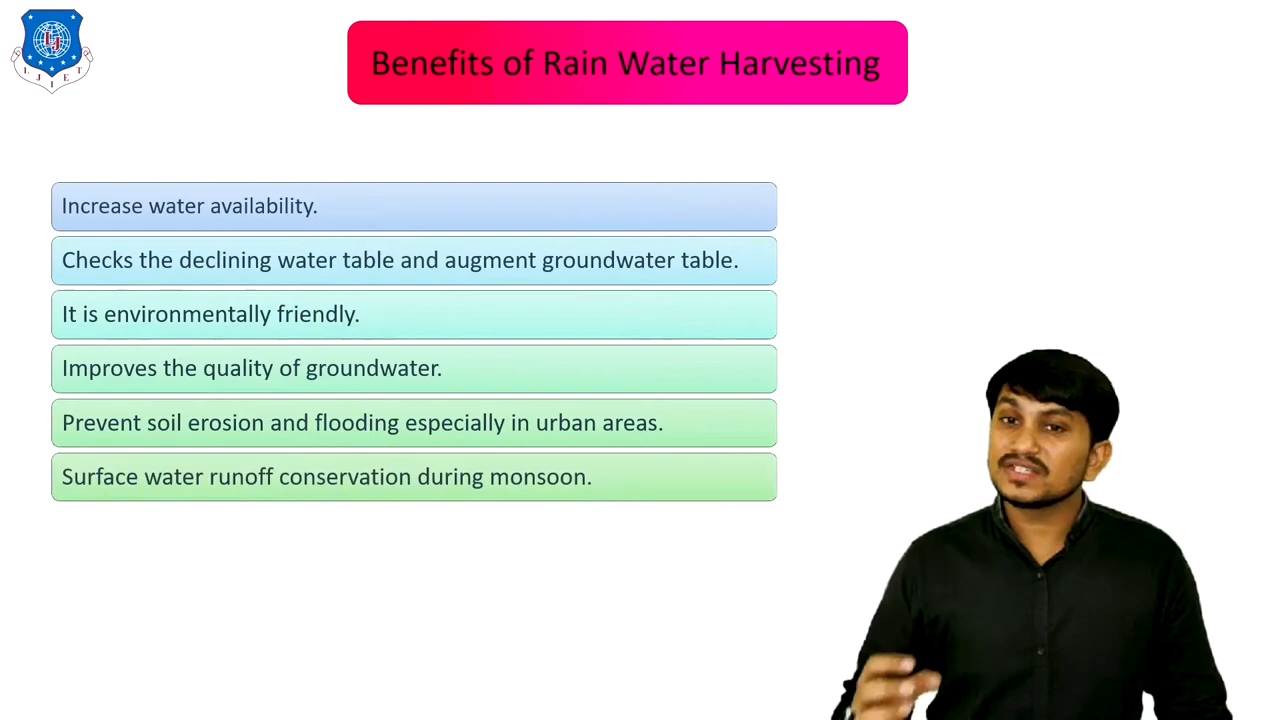 LJ
LJIET
Benefits of Rain Water Harvesting
Increase water availability.
Checks the declining water table and augment groundwater table.
It is environmentally friendly.
Improves the quality of groundwater.
Prevent soil erosion and flooding especially in urban areas.
Surface water runoff conservation during monsoon.